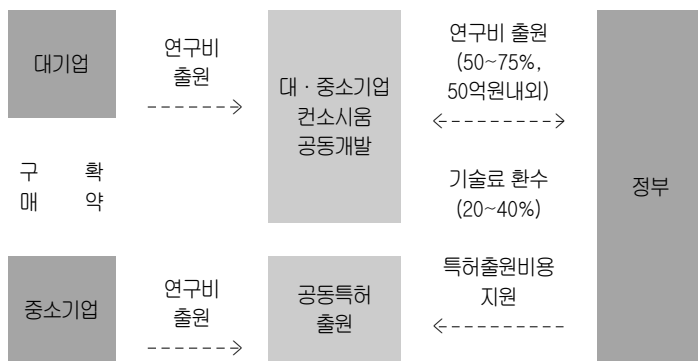 대기업
연구비
출원
대 · 중소기업
컨소시움
공동개발
연구비 출원
(50~75%,
50억원내외)
기술료 환수
(20~40%)
정부
구 확
매 약
중소기업
연구비
출원
공동특허
출원
특허출원비용
지원